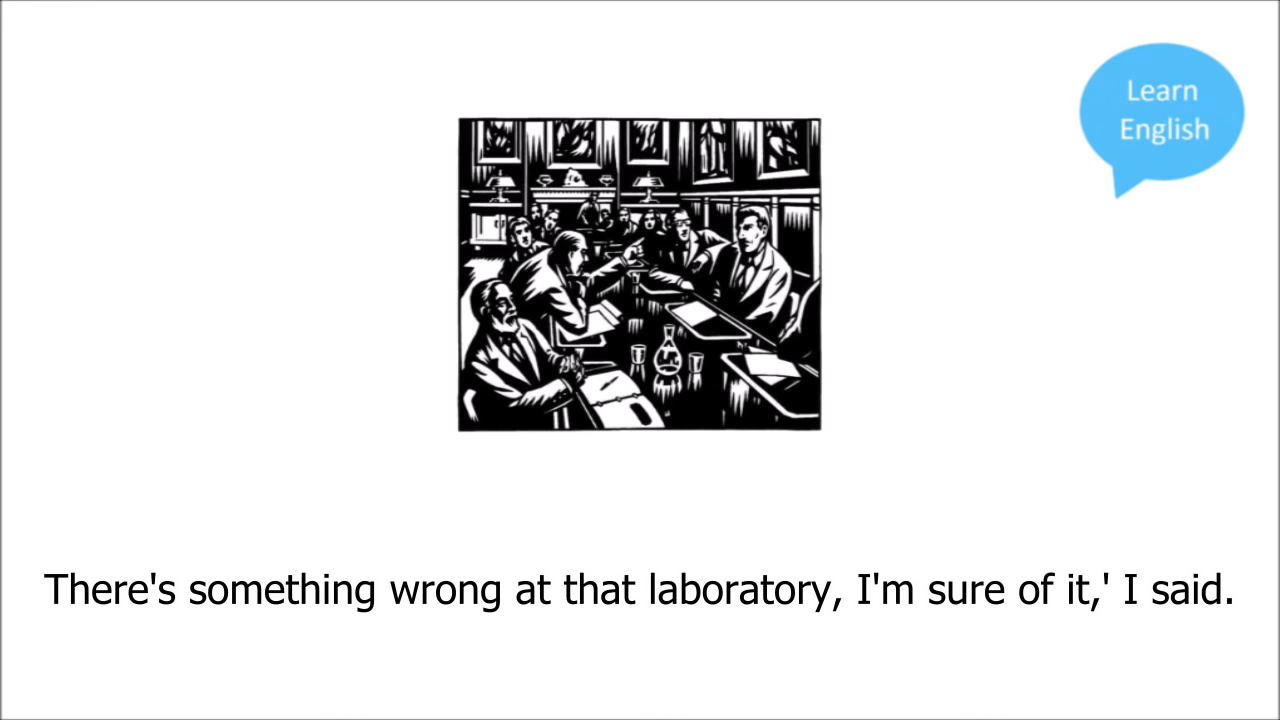 Learn
English
There's something wrong at that laboratory, I'm sure of it,' I said.